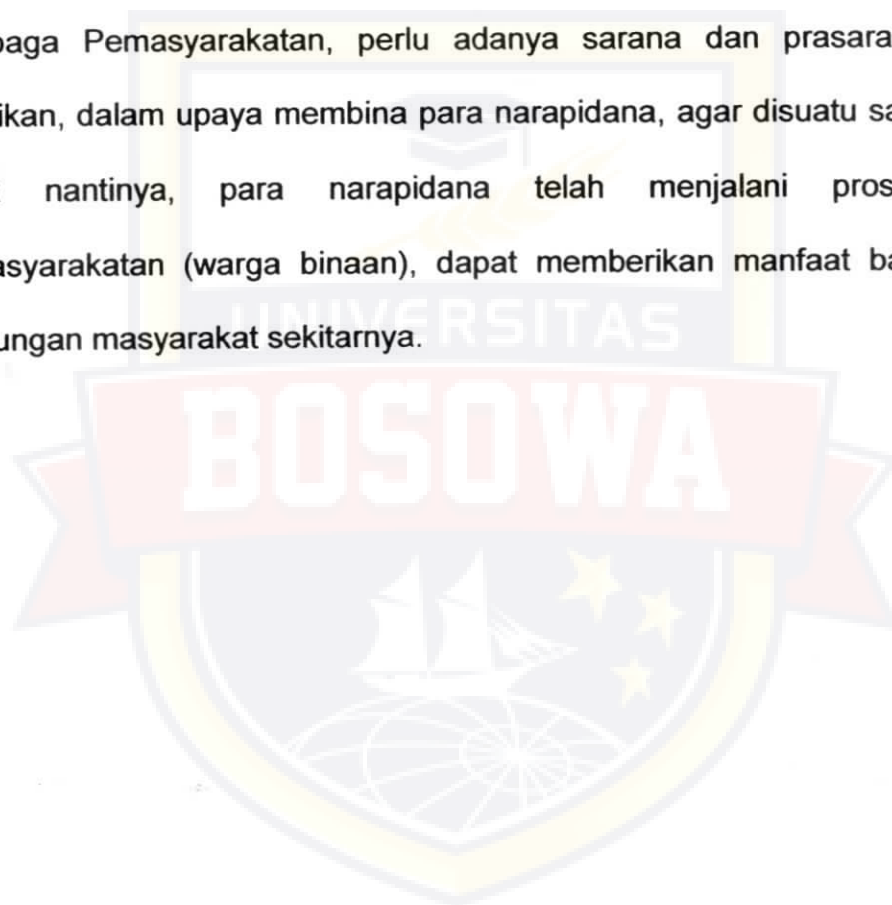 baga Pemasyarakatan, perlu adanya sarana dan prasara
ikan, dalam upaya membina para narapidana, agar disuatu sa
nantinya, para narapidana telah menjalani pros
asyarakatan (warga binaan), dapat memberikan manfaat ba
UNIVERSITAS
ungan masyarakat sekitarnya.
BOSOWA